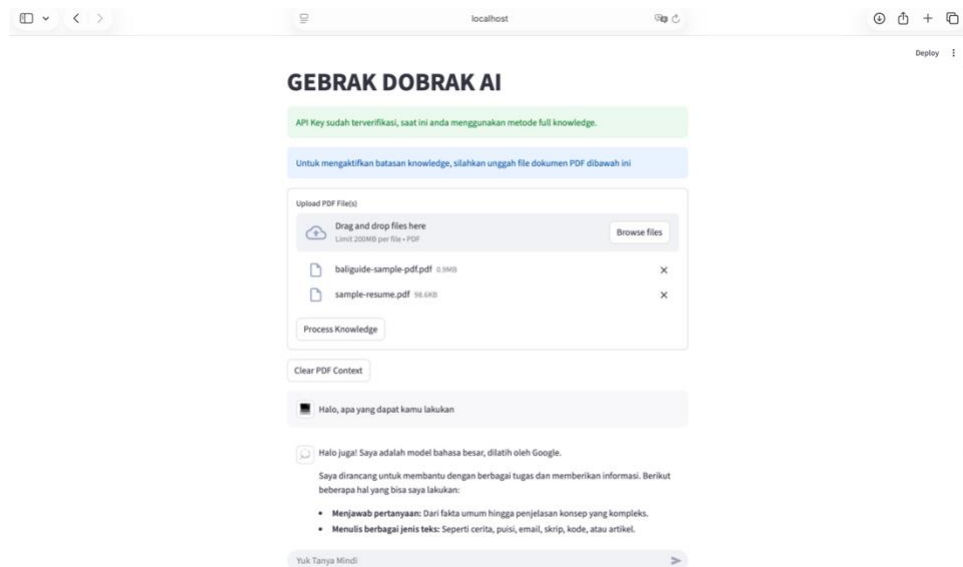 localhost
Deploy
GEBRAK DOBRAK AI
API Key sudah terverifikasi, saat ini anda menggunakan metode full knowledge.
Untuk mengaktifkan batasan knowledge, silahkan unggah file dokumen PDF dibawah ini
Upload PDF File(s)
Drag and drop files here
Limit 200MB per file • PDF
Browse files
baliguide-sample-pdf.pdf 0.9MB
sample-resume.pdf 98.6KB
Process Knowledge
Clear PDF Context
Halo, apa yang dapat kamu lakukan
Halo juga! Saya adalah model bahasa besar, dilatih oleh Google.
Saya dirancang untuk membantu dengan berbagai tugas dan memberikan informasi. Berikut
beberapa hal yang bisa saya lakukan:
• Menjawab pertanyaan: Dari fakta umum hingga penjelasan konsep yang kompleks.
• Menulis berbagai jenis teks: Seperti cerita, puisi, email, skrip, kode, atau artikel.
Yuk Tanya Mindi